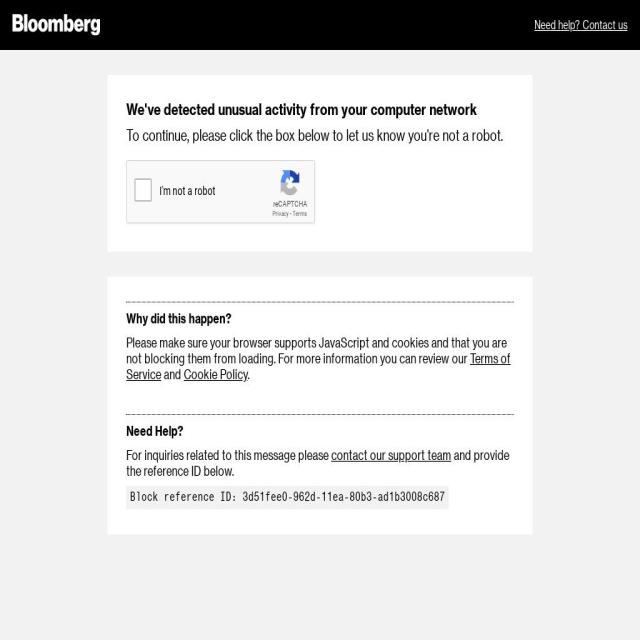 Bloomberg
Need help? Contact us
We've detected unusual activity from your computer network
To continue, please click the box below to let us know you're not a robot.
I'm not a robot
reCAPTCHA
Privacy - Terms
Why did this happen?
Please make sure your browser supports JavaScript and cookies and that you are
not blocking them from loading. For more information you can review our Terms of
Service and Cookie Policy.
Need Help?
For inquiries related to this message please contact our support team and provide
the reference ID below.
Block reference ID: 3d51fee0-962d-11ea-80b3-ad1b3008c687